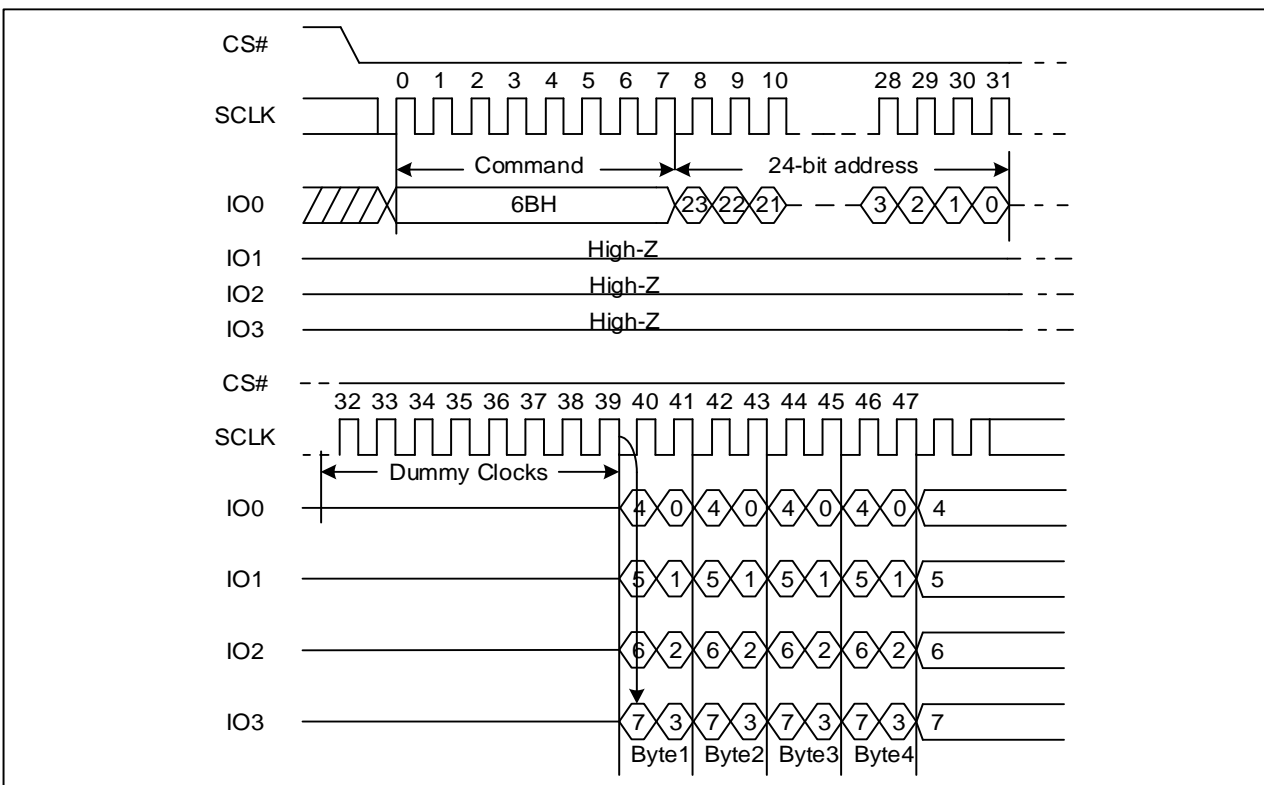 CS#
0 1 2 3 4 5 6 7 8 9 10 28 29 30 31
SCLK
Command 24-bit address
IO0 6BH 23 22 21 3 2 1 0
IO1 High-Z
IO2 High-Z
IO3 High-Z
CS#
32 33 34 35 36 37 38 39 40 41 42 43 44 45 46 47
SCLK
Dummy Clocks
IO0 4 0 4 0 4 0 4 0 4
IO1 5 1 5 1 5 1 5 1 5
IO2 6 2 6 2 6 2 6 2 6
IO3 7 3 7 3 7 3 7 3 7
Byte1 Byte2 Byte3 Byte4